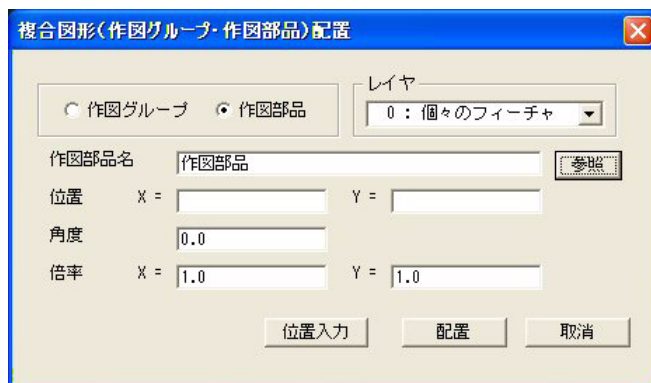 複合図形(作図グループ・作図部品)配置
作図グループ 作図部品
レイヤ
0 : 個々のフィーチャ
作図部品名 作図部品 参照
位置 X = Y =
角度 0.0
倍率 X = 1.0 Y = 1.0
位置入力 配置 取消